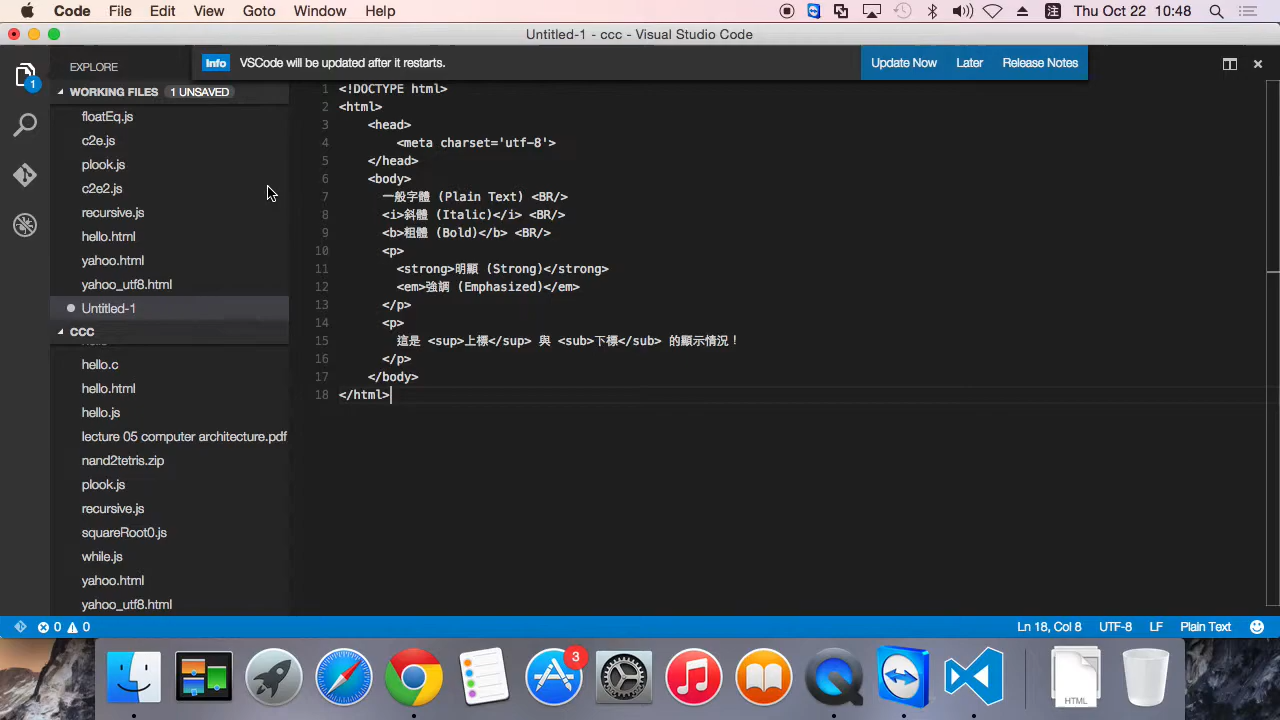 Code File Edit View Goto Window Help
注 Thu Oct 22 10:48
Untitled-1 - ccc - Visual Studio Code
EXPLORE
Info VSCode will be updated after it restarts. Update Now Later Release Notes
1
WORKING FILES 1 UNSAVED
floatEq.js
c2e.js
plook.js
c2e2.js
recursive.js
hello.html
yahoo.html
yahoo_utf8.html
Untitled-1
CCC
hello
hello.c
hello.html
hello.js
lecture 05 computer architecture.pdf
nand2tetris.zip
plook.js
recursive.js
squareRoot0.js
while.js
yahoo.html
yahoo_utf8.html
1 <!DOCTYPE html>
2 <html>
3 <head>
4 <meta charset='utf-8'>
5 </head>
6 <body>
7 一般字體 (Plain Text) <BR/>
8 <i>斜體 (Italic)</i> <BR/>
9 <b>粗體 (Bold)</b> <BR/>
10 <p>
11 <strong>明顯 (Strong)</strong>
12 <em>強調 (Emphasized)</em>
13 </p>
14 <p>
15 這是 <sup>上標</sup> 與 <sub>下標</sub> 的顯示情況！
16 </p>
17 </body>
18 </html>
0 0 Ln 18, Col 8 UTF-8 LF Plain Text
3
HTML